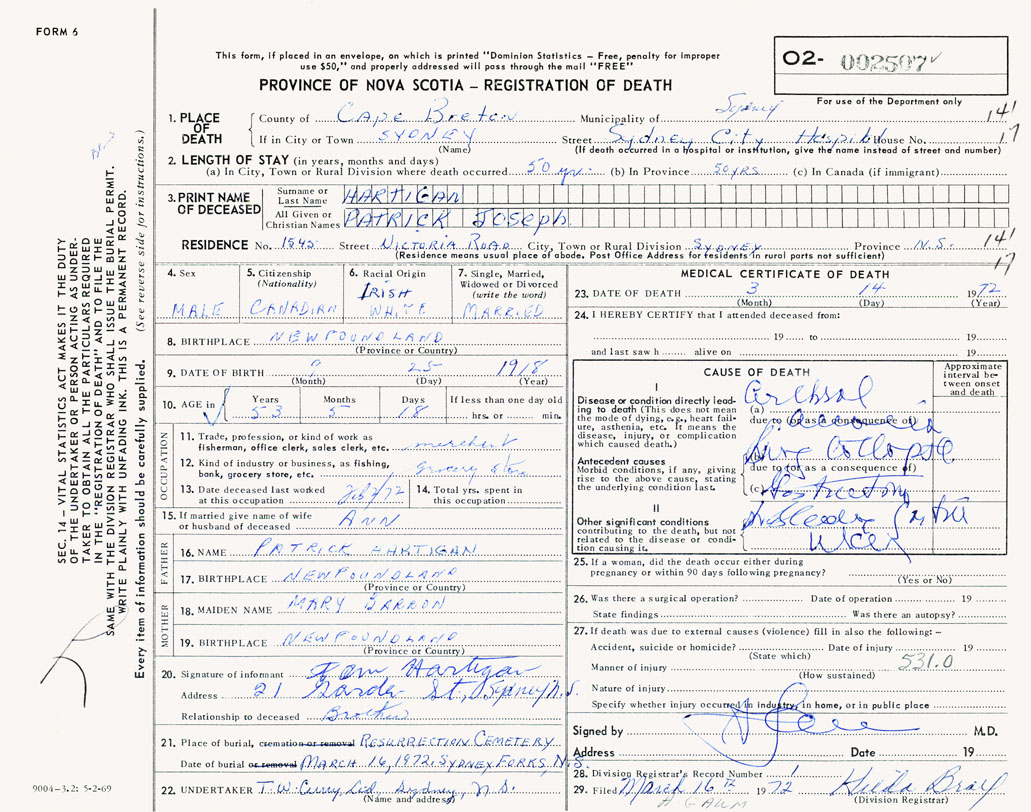 FORM 6
This form, if placed in an envelope, on which is printed "Dominion Statistics – Free, penalty for improper
use $50," and properly addressed will pass through the mail "FREE"
PROVINCE OF NOVA SCOTIA – REGISTRATION OF DEATH
O2- 002507
For use of the Department only
1. PLACE OF DEATH
County of Cape Breton Municipality of Sydney 141
If in City or Town SYDNEY Street Sydney City Hospital House No. 17
(Name) (If death occurred in a hospital or institution, give the name instead of street and number)
2. LENGTH OF STAY (in years, months and days)
(a) In City, Town or Rural Division where death occurred 50 yrs. (b) In Province 50 YRS (c) In Canada (if immigrant)
3. PRINT NAME OF DECEASED
Surname or Last Name HARTIGAN
All Given or Christian Names PATRICK JOSEPH.
RESIDENCE No. 1545 Street VICTORIA ROAD City, Town or Rural Division SYDNEY Province N.S. 141
(Residence means usual place of abode. Post Office Address for residents in rural parts not sufficient) 17
4. Sex
MALE
5. Citizenship (Nationality)
CANADIAN
6. Racial Origin
IRISH
WHITE
7. Single, Married, Widowed or Divorced (write the word)
MARRIED
8. BIRTHPLACE NEWFOUNDLAND
(Province or Country)
9. DATE OF BIRTH 9 25 1918
(Month) (Day) (Year)
10. AGE in Years 53 Months 5 Days 18 If less than one day old
hrs. or min.
OCCUPATION
11. Trade, profession, or kind of work as
fisherman, office clerk, sales clerk, etc. merchant
12. Kind of industry or business, as fishing,
bank, grocery store, etc. Grocery Store
13. Date deceased last worked at this occupation Feb /72
14. Total yrs. spent in this occupation
15. If married give name of wife
or husband of deceased ANN
FATHER
16. NAME PATRICK HARTIGAN
17. BIRTHPLACE NEWFOUNDLAND
(Province or Country)
MOTHER
18. MAIDEN NAME MARY BARRON
19. BIRTHPLACE NEWFOUNDLAND
(Province or Country)
20. Signature of informant Tom Hartigan
Address 21 St, Sydney N.S.
Relationship to deceased Brother
21. Place of burial, cremation or removal RESURRECTION CEMETERY
Date of burial or removal MARCH 16, 1972. SYDNEY FORKS, N.S.
22. UNDERTAKER T.W. Curry, Ltd, Sydney, N.S.
(Name and address)
MEDICAL CERTIFICATE OF DEATH
23. DATE OF DEATH 3 14 1972
(Month) (Day) (Year)
24. I HEREBY CERTIFY that I attended deceased from:
19 to 19
and last saw h alive on 19
CAUSE OF DEATH
Approximate interval between onset and death
I
Disease or condition directly lead-
ing to death (This does not mean
the mode of dying, e.g., heart fail-
ure, asthenia, etc. It means the
disease, injury, or complication
which caused death.)
(a)
due to (or as a consequence of)
Antecedent causes
Morbid conditions, if any, giving
rise to the above cause, stating
the underlying condition last.
(b) Lung Collapse
due to (or as a consequence of)
(c)
II
Other significant conditions
contributing to the death, but not
related to the disease or condi-
tion causing it.
Bleeding
Ulcer
25. If a woman, did the death occur either during
pregnancy or within 90 days following pregnancy?
(Yes or No)
26. Was there a surgical operation? Date of operation 19
State findings Was there an autopsy?
27. If death was due to external causes (violence) fill in also the following: –
Accident, suicide or homicide? Date of injury 19
(State which) 531.0
Manner of injury
(How sustained)
Nature of injury
Specify whether injury occurred in industry, in home, or in public place
Signed by M.D.
Address Date 19
28. Division Registrar's Record Number 1
29. Filed March 16th 1972 Hilda
(Division Registrar)
SEC. 14 – VITAL STATISTICS ACT MAKES IT THE DUTY
OF THE UNDERTAKER OR PERSON ACTING AS UNDER-
TAKER TO OBTAIN ALL THE PARTICULARS REQUIRED
IN THE "REGISTRATION OF DEATH" AND TO FILE THE
SAME WITH THE DIVISION REGISTRAR WHO SHALL ISSUE THE BURIAL PERMIT.
WRITE PLAINLY WITH UNFADING INK. THIS IS A PERMANENT RECORD.
Every item of information should be carefully supplied. (See reverse side for instructions.)
9004-3.2: 5-2-69